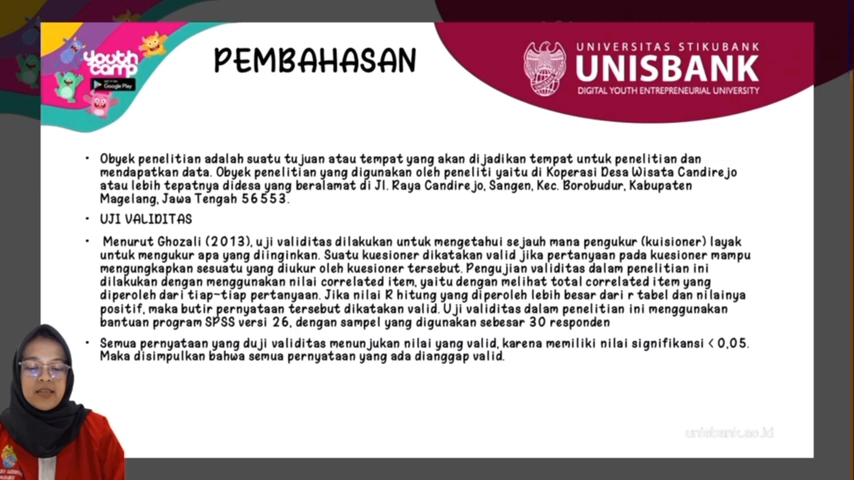 youth
camp
Google Play
PEMBAHASAN
UNIVERSITAS STIKUBANK
UNISBANK
DIGITAL YOUTH ENTREPRENEURIAL UNIVERSITY
• Obyek penelitian adalah suatu tujuan atau tempat yang akan dijadikan tempat untuk penelitian dan
mendapatkan data. Obyek penelitian yang digunakan oleh peneliti yaitu di Koperasi Desa Wisata Candirejo
atau lebih tepatnya didesa yang beralamat di Jl. Raya Candirejo, Sangen, Kec. Borobudur, Kabupaten
Magelang, Jawa Tengah 56553.
• UJI VALIDITAS
• Menurut Ghozali (2013), uji validitas dilakukan untuk mengetahui sejauh mana pengukur (kuisioner) layak
untuk mengukur apa yang diinginkan. Suatu kuesioner dikatakan valid jika pertanyaan pada kuesioner mampu
mengungkapkan sesuatu yang diukur oleh kuesioner tersebut. Pengujian validitas dalam penelitian ini
dilakukan dengan menggunakan nilai correlated item, yaitu dengan melihat total correlated item yang
diperoleh dari tiap-tiap pertanyaan. Jika nilai R hitung yang diperoleh lebih besar dari r tabel dan nilainya
positif, maka butir pernyataan tersebut dikatakan valid. Uji validitas dalam penelitian ini menggunakan
bantuan program SPSS versi 26, dengan sampel yang digunakan sebesar 30 responden
• Semua pernyataan yang duji validitas menunjukan nilai yang valid, karena memiliki nilai signifikansi < 0,05.
Maka disimpulkan bahwa semua pernyataan yang ada dianggap valid.
unisbank.ac.id